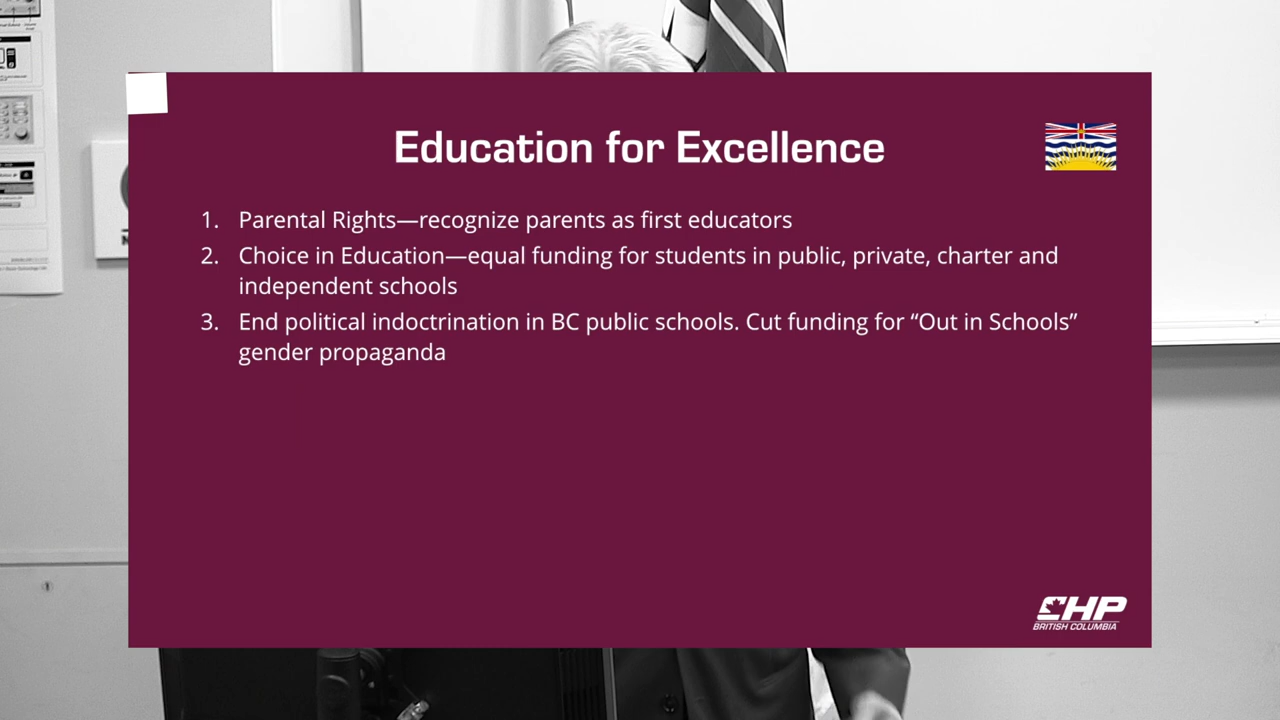 Education for Excellence
1. Parental Rights—recognize parents as first educators
2. Choice in Education—equal funding for students in public, private, charter and
independent schools
3. End political indoctrination in BC public schools. Cut funding for “Out in Schools”
gender propaganda
CHP
BRITISH COLUMBIA